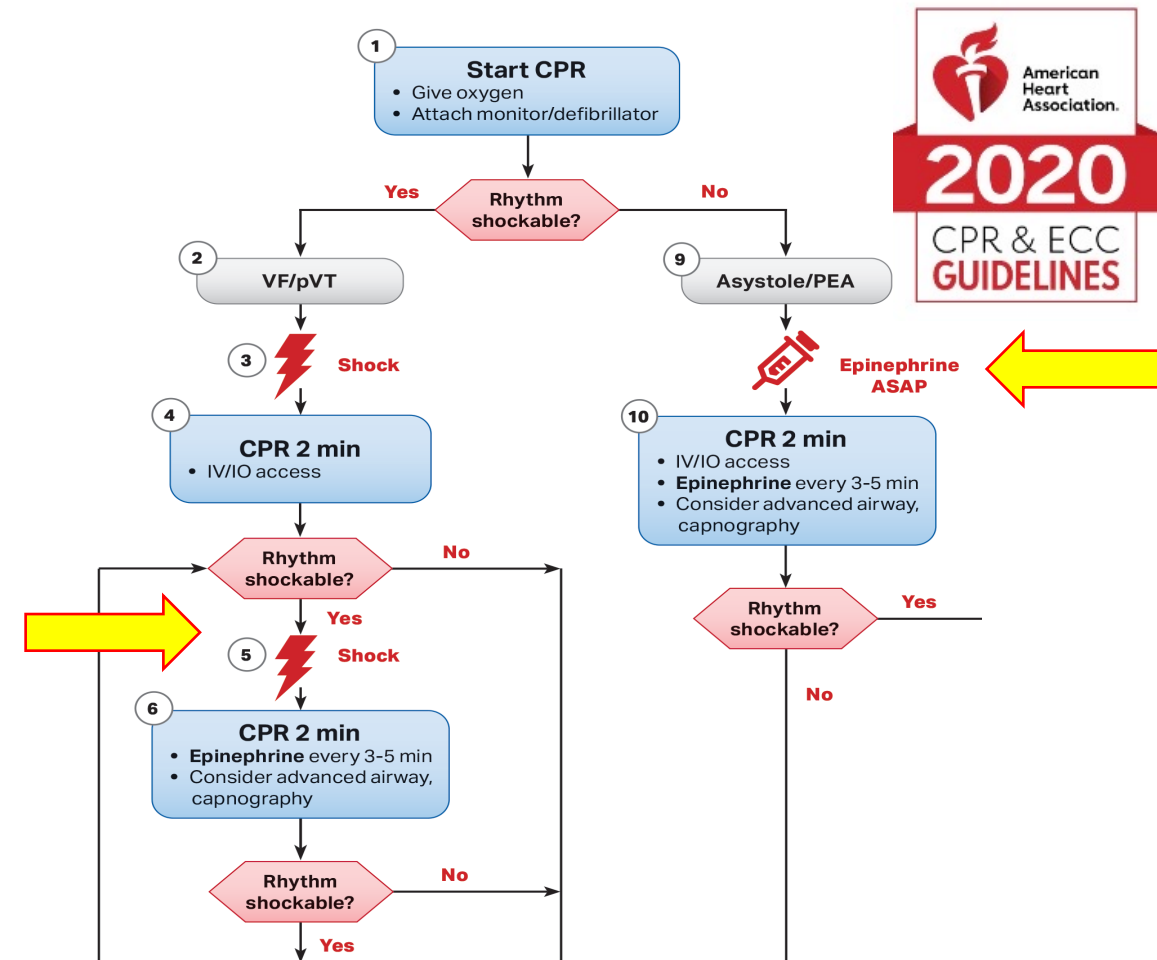 1
Start CPR
• Give oxygen
• Attach monitor/defibrillator
American
Heart
Association.
2020
CPR & ECC
GUIDELINES
Yes
Rhythm
shockable?
No
2
VF/pVT
9
Asystole/PEA
3
Shock
Epinephrine
ASAP
4
CPR 2 min
• IV/IO access
10
CPR 2 min
• IV/IO access
• Epinephrine every 3-5 min
• Consider advanced airway,
capnography
Rhythm
shockable?
No
Yes
Rhythm
shockable?
Yes
No
5
Shock
6
CPR 2 min
• Epinephrine every 3-5 min
• Consider advanced airway,
capnography
Rhythm
shockable?
No
Yes